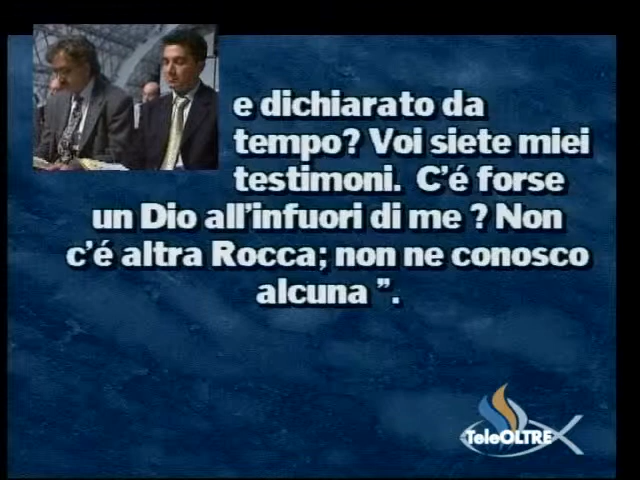 e dichiarato da
tempo? Voi siete miei
testimoni. C'é forse
un Dio all'infuori di me ? Non
c'é altra Rocca; non ne conosco
alcuna ”.
TeleOLTRE